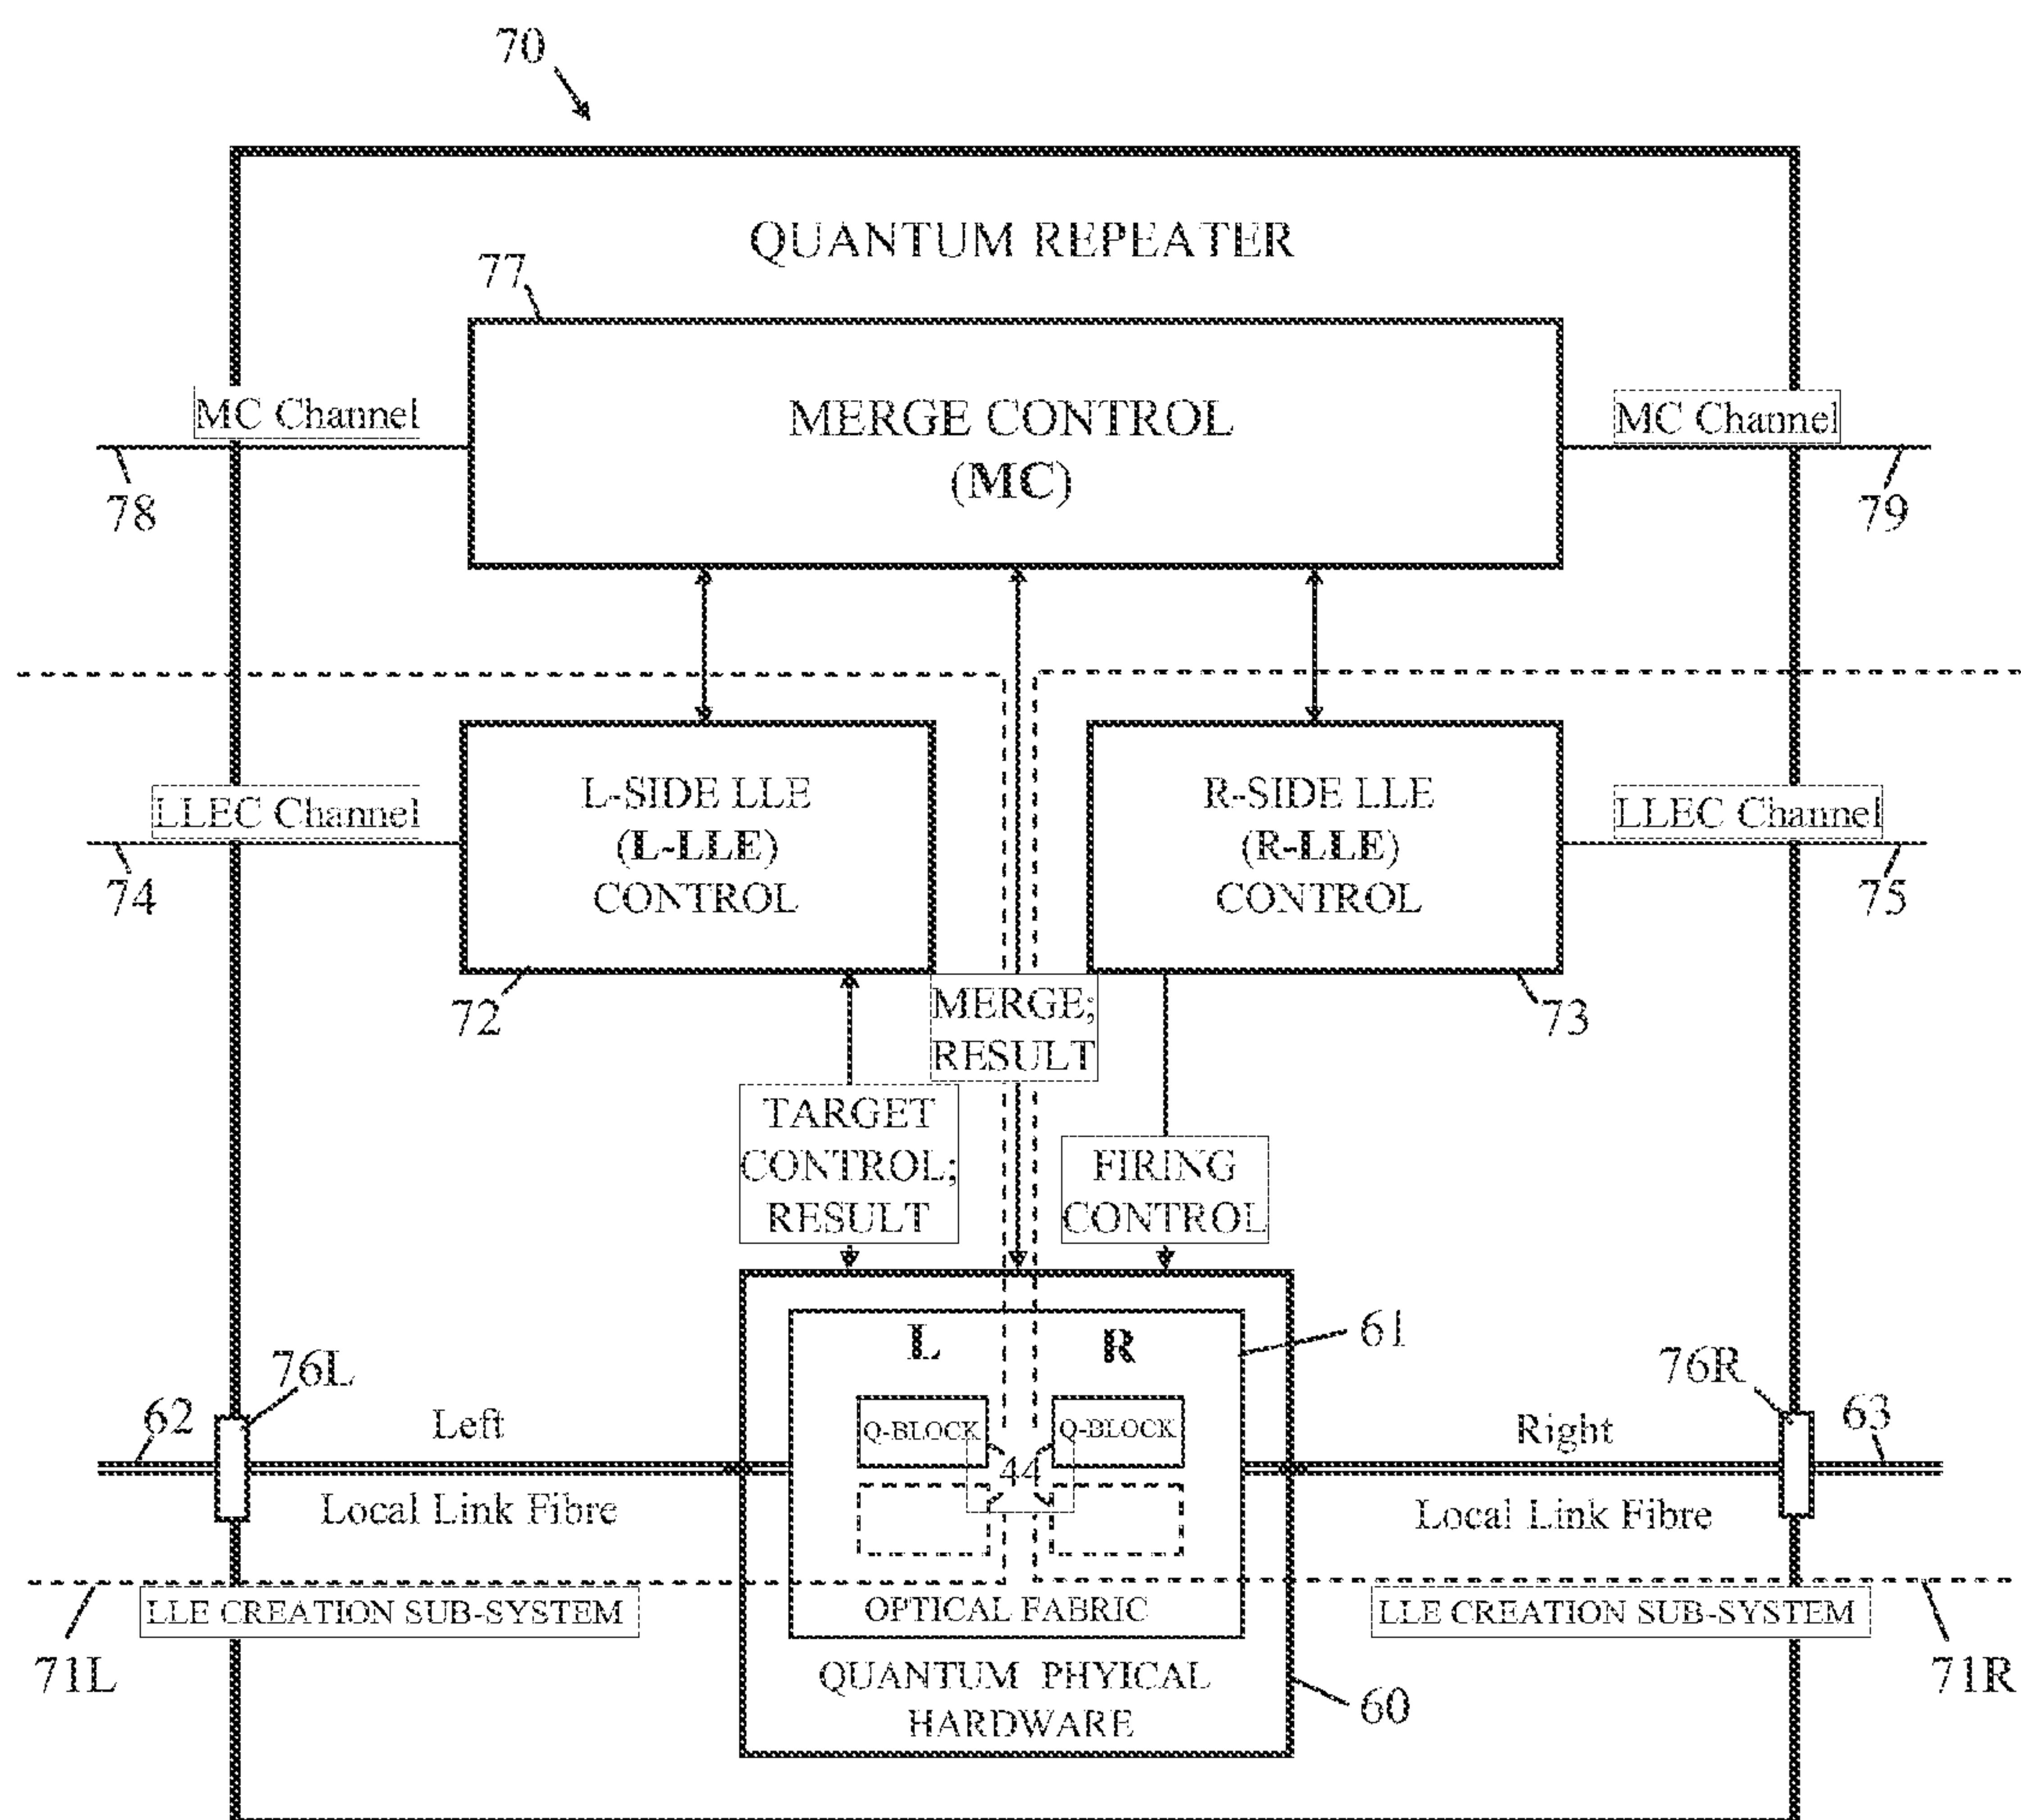 70
QUANTUM REPEATER
77
MC Channel
MERGE CONTROL
(MC)
MC Channel
78
79
LLEC Channel
L-SIDE LLE
(L-LLE)
CONTROL
R-SIDE LLE
(R-LLE)
CONTROL
LLEC Channel
74
75
72
73
MERGE;
RESULT
TARGET
CONTROL;
RESULT
FIRING
CONTROL
L
R
61
76L
76R
62
63
Left
Right
Q-BLOCK
Q-BLOCK
44
Local Link Fibre
Local Link Fibre
LLE CREATION SUB-SYSTEM
OPTICAL FABRIC
LLE CREATION SUB-SYSTEM
71L
71R
QUANTUM PHYICAL
HARDWARE
60